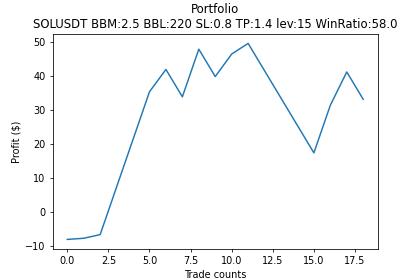 Portfolio
SOLUSDT BBM:2.5 BBL:220 SL:0.8 TP:1.4 lev:15 WinRatio:58.0
50
40
30
20
10
0
−10
Profit ($)
0.0 2.5 5.0 7.5 10.0 12.5 15.0 17.5
Trade counts